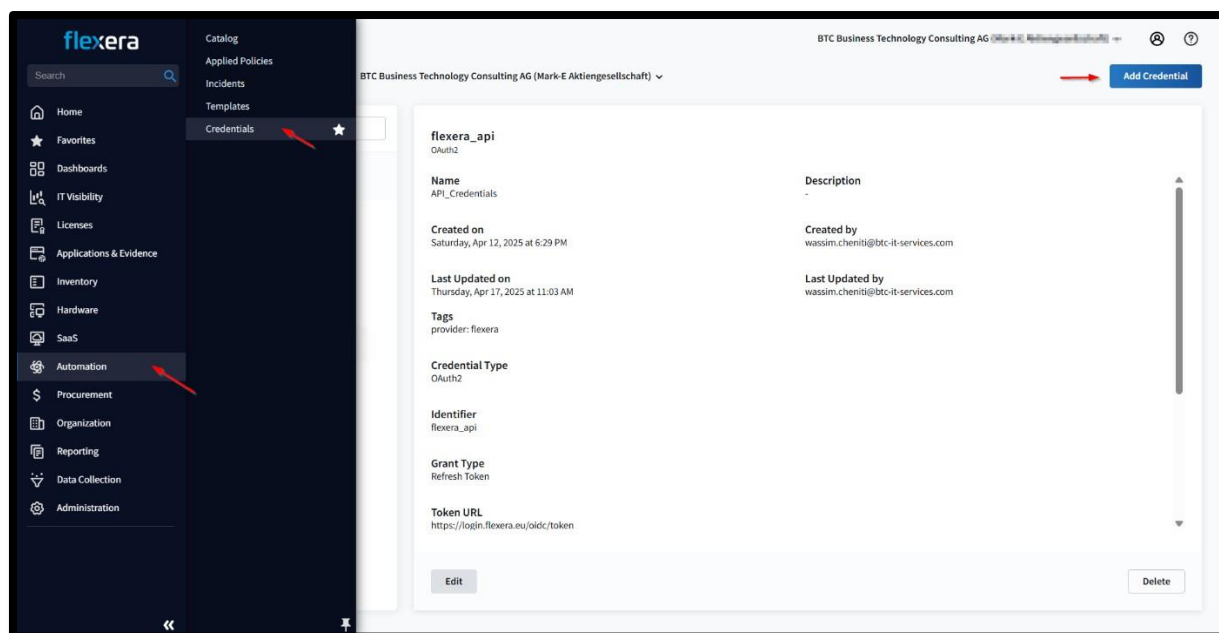 flexera
Search
Home
Favorites
Dashboards
IT Visibility
Licenses
Applications & Evidence
Inventory
Hardware
SaaS
Automation
Procurement
Organization
Reporting
Data Collection
Administration
Catalog
Applied Policies
Incidents
Templates
Credentials
BTC Business Technology Consulting AG
BTC Business Technology Consulting AG (Mark-E Aktiengesellschaft)
Add Credential
flexera_api
OAuth2
Name
API_Credentials
Description
-
Created on
Saturday, Apr 12, 2025 at 6:29 PM
Created by
wassim.cheniti@btc-it-services.com
Last Updated on
Thursday, Apr 17, 2025 at 11:03 AM
Last Updated by
wassim.cheniti@btc-it-services.com
Tags
provider: flexera
Credential Type
OAuth2
Identifier
flexera_api
Grant Type
Refresh Token
Token URL
https://login.flexera.eu/oidc/token
Edit
Delete